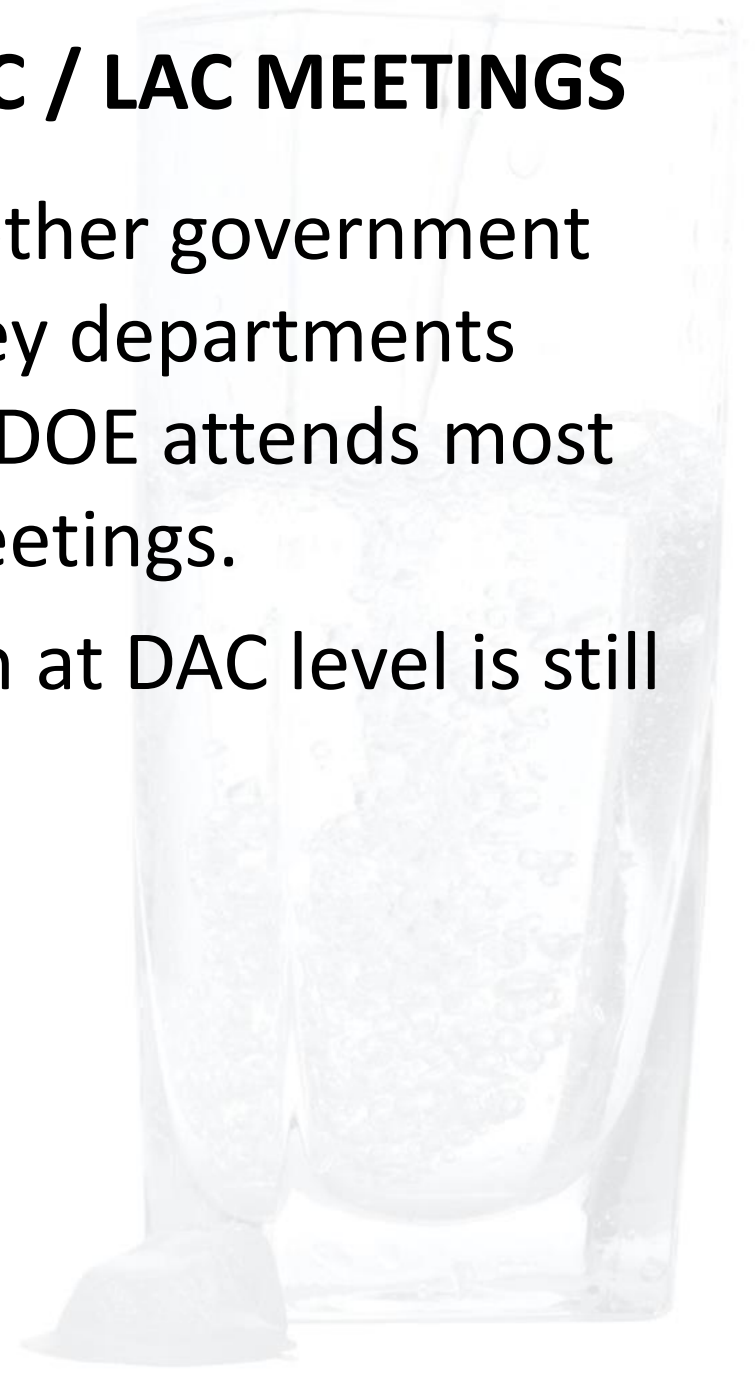 C / LAC MEETINGS
ther government
ey departments
DOE attends most
eetings.
n at DAC level is still